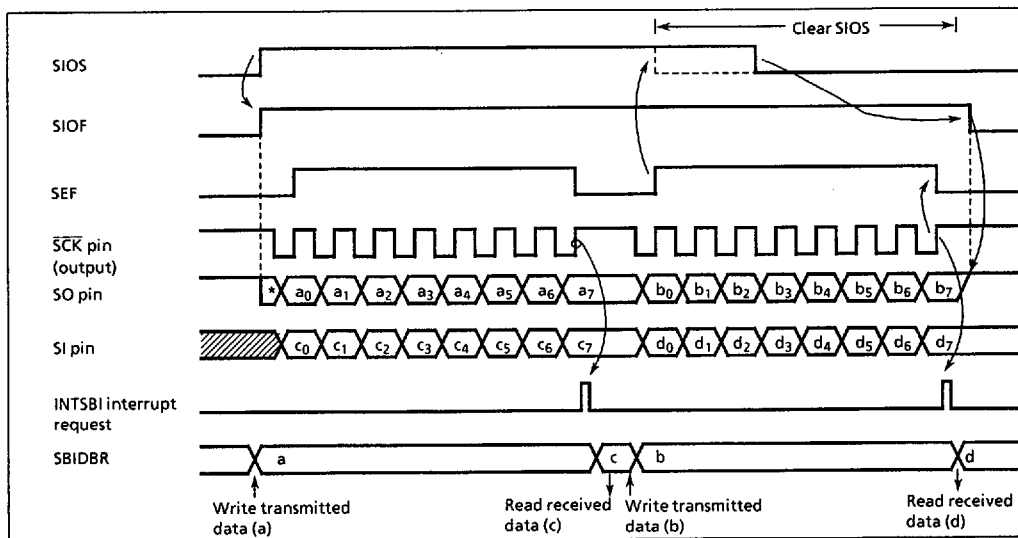 Clear SIOS
SIOS
SIOF
SEF
SCK pin
(output)
SO pin
* a0 a1 a2 a3 a4 a5 a6 a7 b0 b1 b2 b3 b4 b5 b6 b7
SI pin
c0 c1 c2 c3 c4 c5 c6 c7 d0 d1 d2 d3 d4 d5 d6 d7
INTSBI interrupt
request
SBIDBR
a c b d
Write transmitted
data (a)
Read received
data (c)
Write transmitted
data (b)
Read received
data (d)